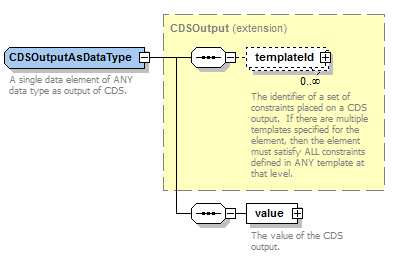 CDSOutput (extension)
CDSOutputAsDataType
A single data element of ANY
data type as output of CDS.
templateId
0..∞
The identifier of a set of
constraints placed on a CDS
output.  If there are multiple
templates specified for the
element, then the element
must satisfy ALL constraints
defined in ANY template at
that level.
value
The value of the CDS
output.